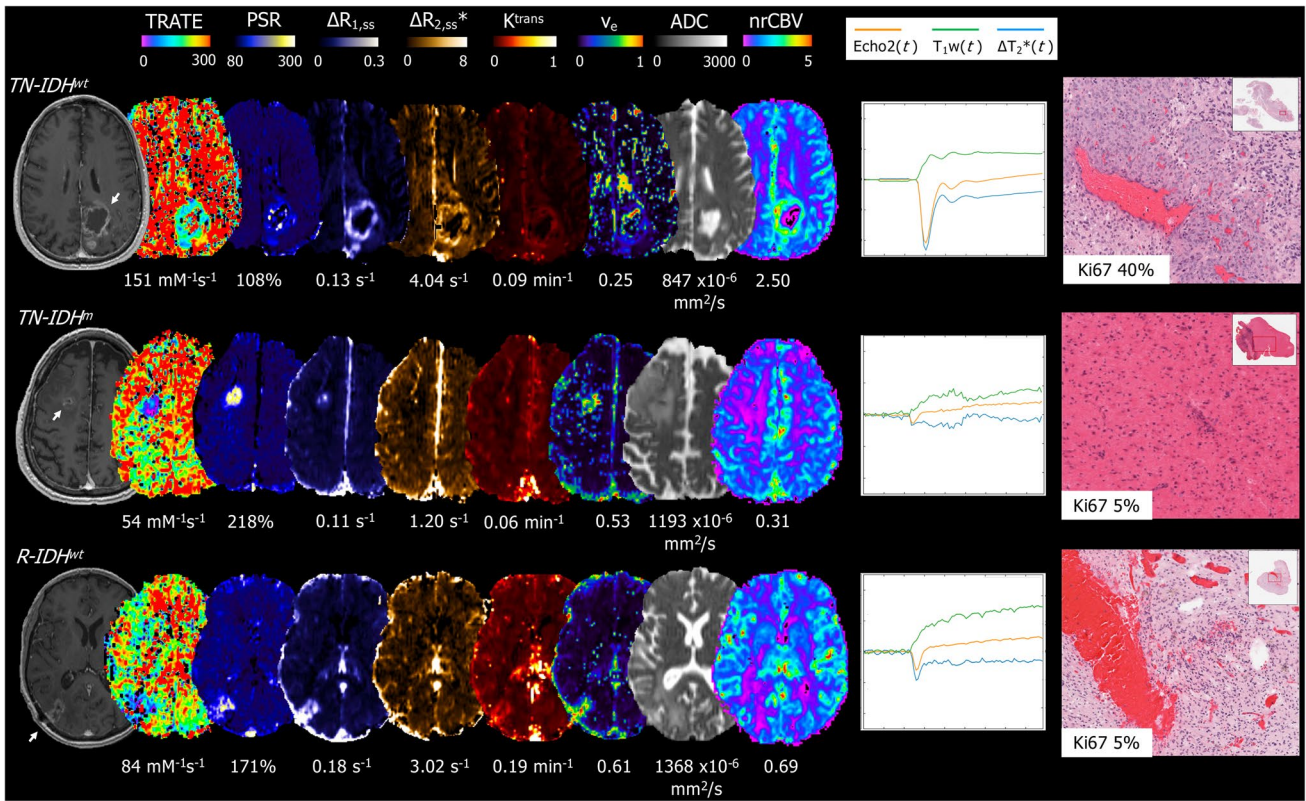 TRATE PSR ΔR1,ss ΔR2,ss* Ktrans ve ADC nrCBV
0 300 80 300 0 0.3 0 8 0 1 0 1 0 3000 0 5
Echo2(t) T1w(t) ΔT2*(t)
TN-IDHwt
151 mM-1s-1 108% 0.13 s-1 4.04 s-1 0.09 min-1 0.25 847 x10-6 2.50
mm2/s
Ki67 40%
TN-IDHm
54 mM-1s-1 218% 0.11 s-1 1.20 s-1 0.06 min-1 0.53 1193 x10-6 0.31
mm2/s
Ki67 5%
R-IDHwt
84 mM-1s-1 171% 0.18 s-1 3.02 s-1 0.19 min-1 0.61 1368 x10-6 0.69
mm2/s
Ki67 5%